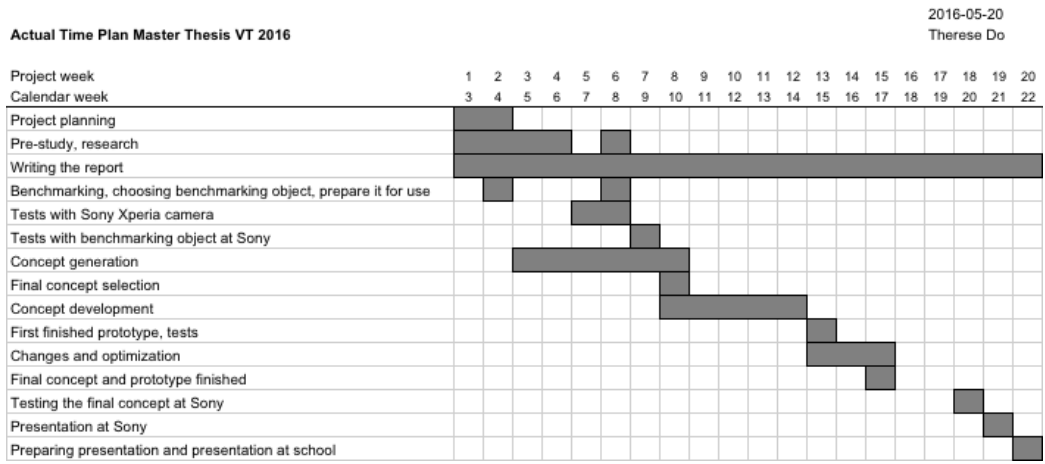 2016-05-20
Actual Time Plan Master Thesis VT 2016 Therese Do
Project week 1 2 3 4 5 6 7 8 9 10 11 12 13 14 15 16 17 18 19 20
Calendar week 3 4 5 6 7 8 9 10 11 12 13 14 15 16 17 18 19 20 21 22
Project planning
Pre-study, research
Writing the report
Benchmarking, choosing benchmarking object, prepare it for use
Tests with Sony Xperia camera
Tests with benchmarking object at Sony
Concept generation
Final concept selection
Concept development
First finished prototype, tests
Changes and optimization
Final concept and prototype finished
Testing the final concept at Sony
Presentation at Sony
Preparing presentation and presentation at school